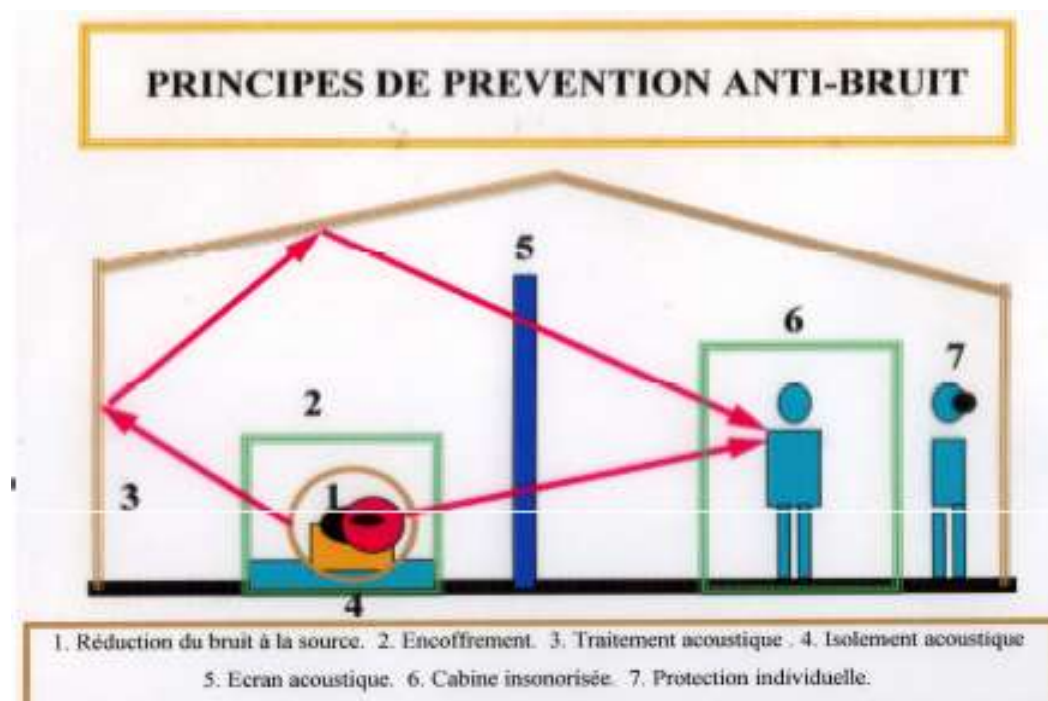 PRINCIPES DE PREVENTION ANTI-BRUIT
5
6
7
2
1
3
4
1. Réduction du bruit à la source. 2. Encoffrement. 3. Traitement acoustique . 4. Isolement acoustique
5. Ecran acoustique. 6. Cabine insonorisée. 7. Protection individuelle.